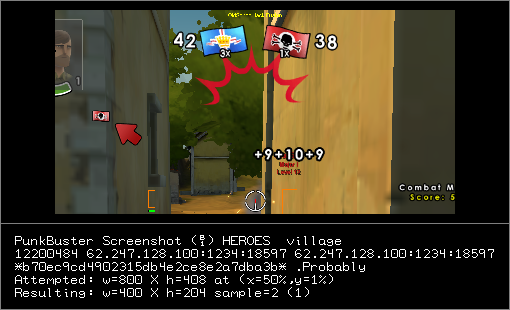 42
3x
1x
38
1
+9+10+9
Level 12
Combat M
Score: 5
PunkBuster Screenshot (B I) HEROES village
12200484 62.247.128.100:1234:18597 62.247.128.100:1234:18597
*b70ec9cd4902315db4e2ce8e2a7dba3b* .Probably
Attempted: w=800 X h=408 at (x=50%,y=1%)
Resulting: w=400 X h=204 sample=2 (1)